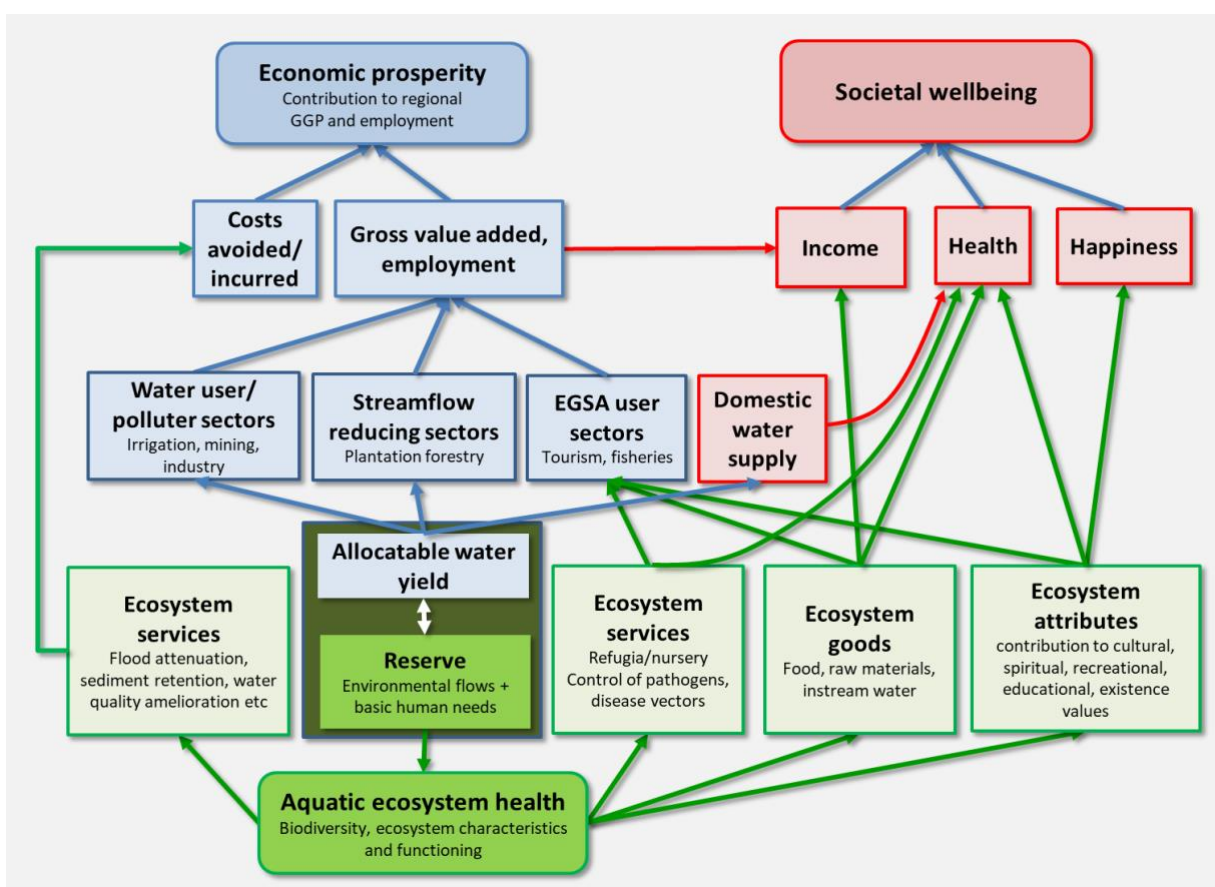 Economic prosperity
Contribution to regional
GGP and employment
Societal wellbeing
Costs
avoided/
incurred
Gross value added,
employment
Income
Health
Happiness
Water user/
polluter sectors
Irrigation, mining,
industry
Streamflow
reducing sectors
Plantation forestry
EGSA user
sectors
Tourism, fisheries
Domestic
water
supply
Allocatable water
yield
Ecosystem
services
Flood attenuation,
sediment retention, water
quality amelioration etc
Reserve
Environmental flows +
basic human needs
Ecosystem
services
Refugia/nursery
Control of pathogens,
disease vectors
Ecosystem
goods
Food, raw materials,
instream water
Ecosystem
attributes
contribution to cultural,
spiritual, recreational,
educational, existence
values
Aquatic ecosystem health
Biodiversity, ecosystem characteristics
and functioning